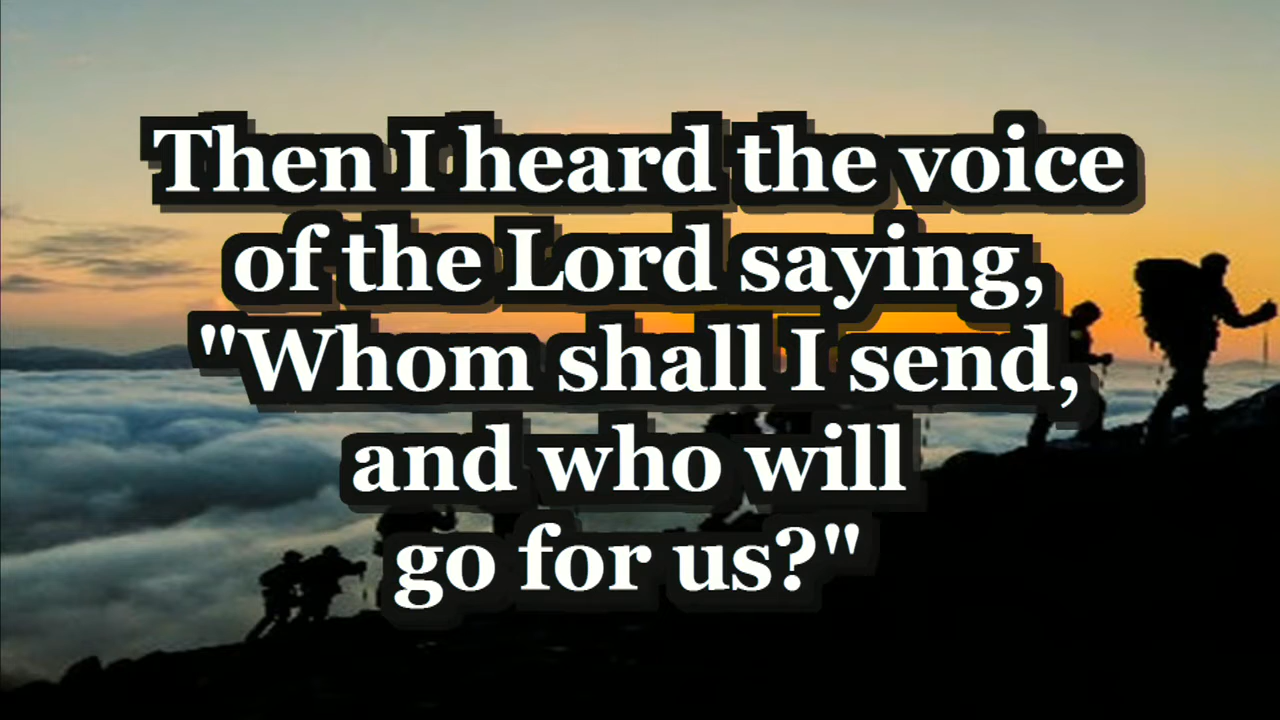 Then I heard the voice
of the Lord saying,
"Whom shall I send,
and who will
go for us?"